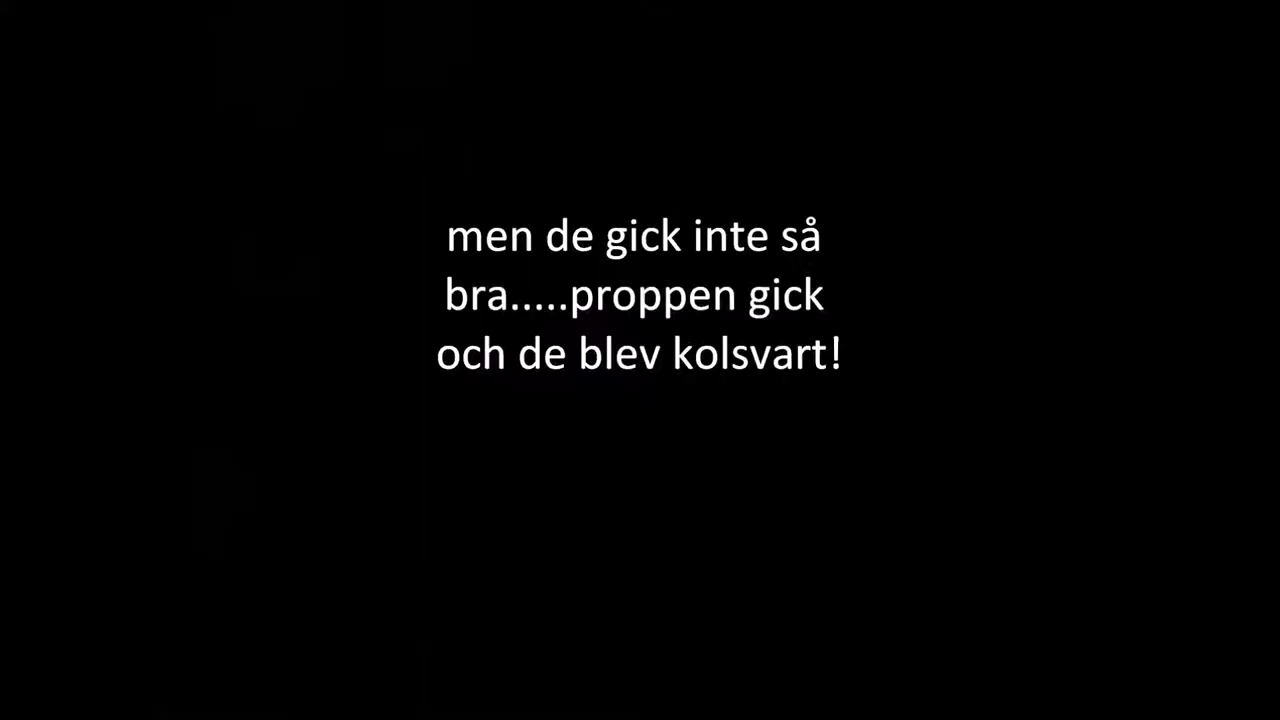 men de gick inte så
bra.....proppen gick
och de blev kolsvart!